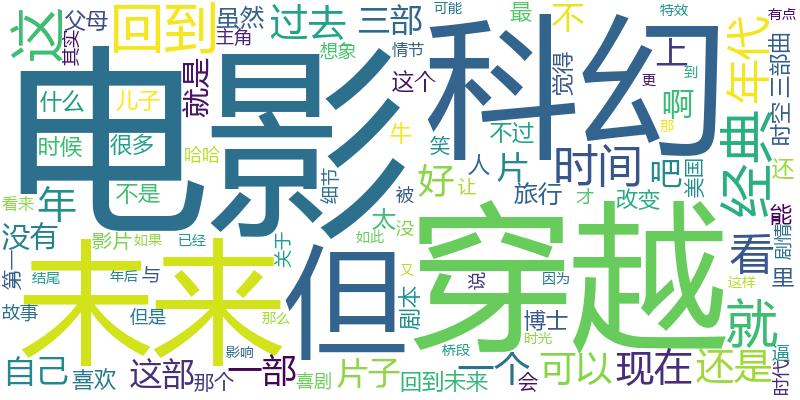 这
父母
其实
回到
虽然
主角
过去
三部
想象
可能
情节
最
不
特效
有点
就是
这个
觉得
上
到
更
啊
那
年代
三部曲
时空
电影
科幻
什么
儿子
时候
很多
哈哈
不是
年
细节
牛
笑
不过
人
片
时间
吧
美国
经典
还
能
看来
没有
影片
如果
已经
关于
如此
被
太
没
好
让
旅行
才
改变
看
里
剧情
第一
结尾
年后
与
故事
但是
那么
未来
但
又
剧本
说
穿越
博士
因为
时光
这样
就
逼
时代
自己
喜欢
这部
那个
影响
一部
喜剧
片子
回到未来
桥段
一个
会
可以
现在
还是